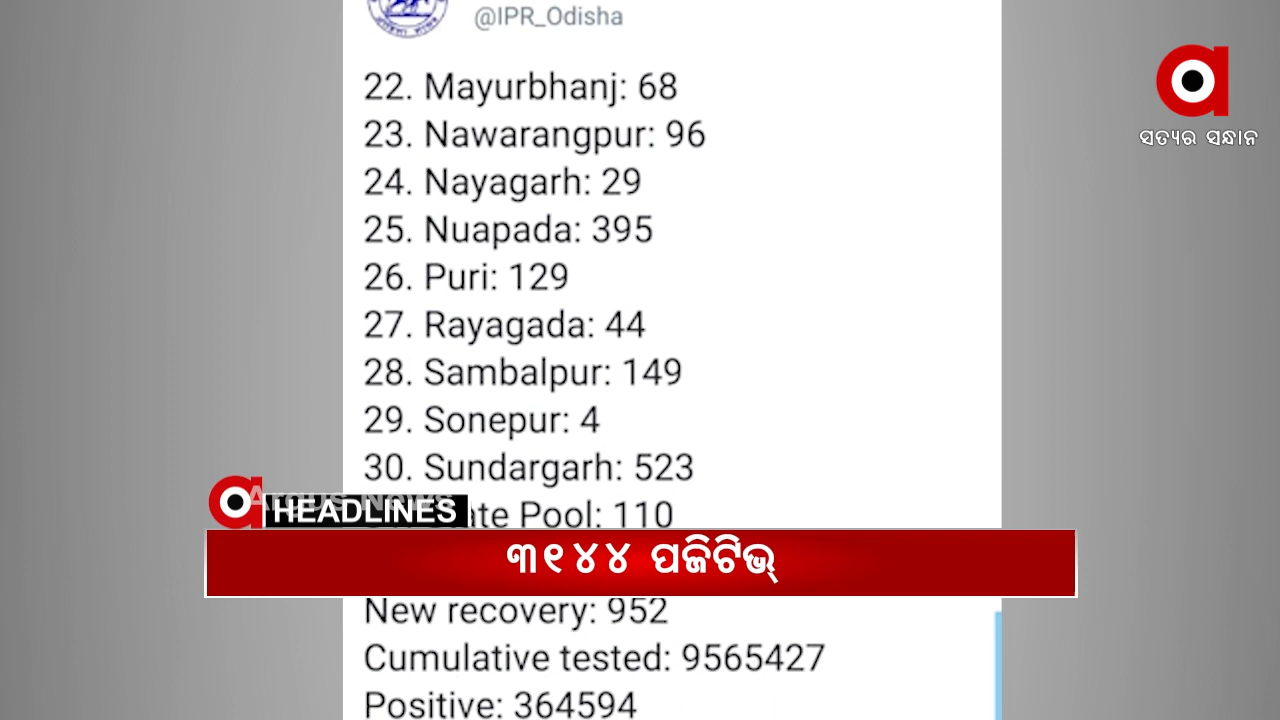 @IPR_Odisha
ସତ୍ୟର ସନ୍ଧାନ
22. Mayurbhanj: 68
23. Nawarangpur: 96
24. Nayagarh: 29
25. Nuapada: 395
26. Puri: 129
27. Rayagada: 44
28. Sambalpur: 149
29. Sonepur: 4
30. Sundargarh: 523
Pool: 110
Argus News
HEADLINES
୩୧୪୪ ପଜିଟିଭ୍
New recovery: 952
Cumulative tested: 9565427
Positive: 364594